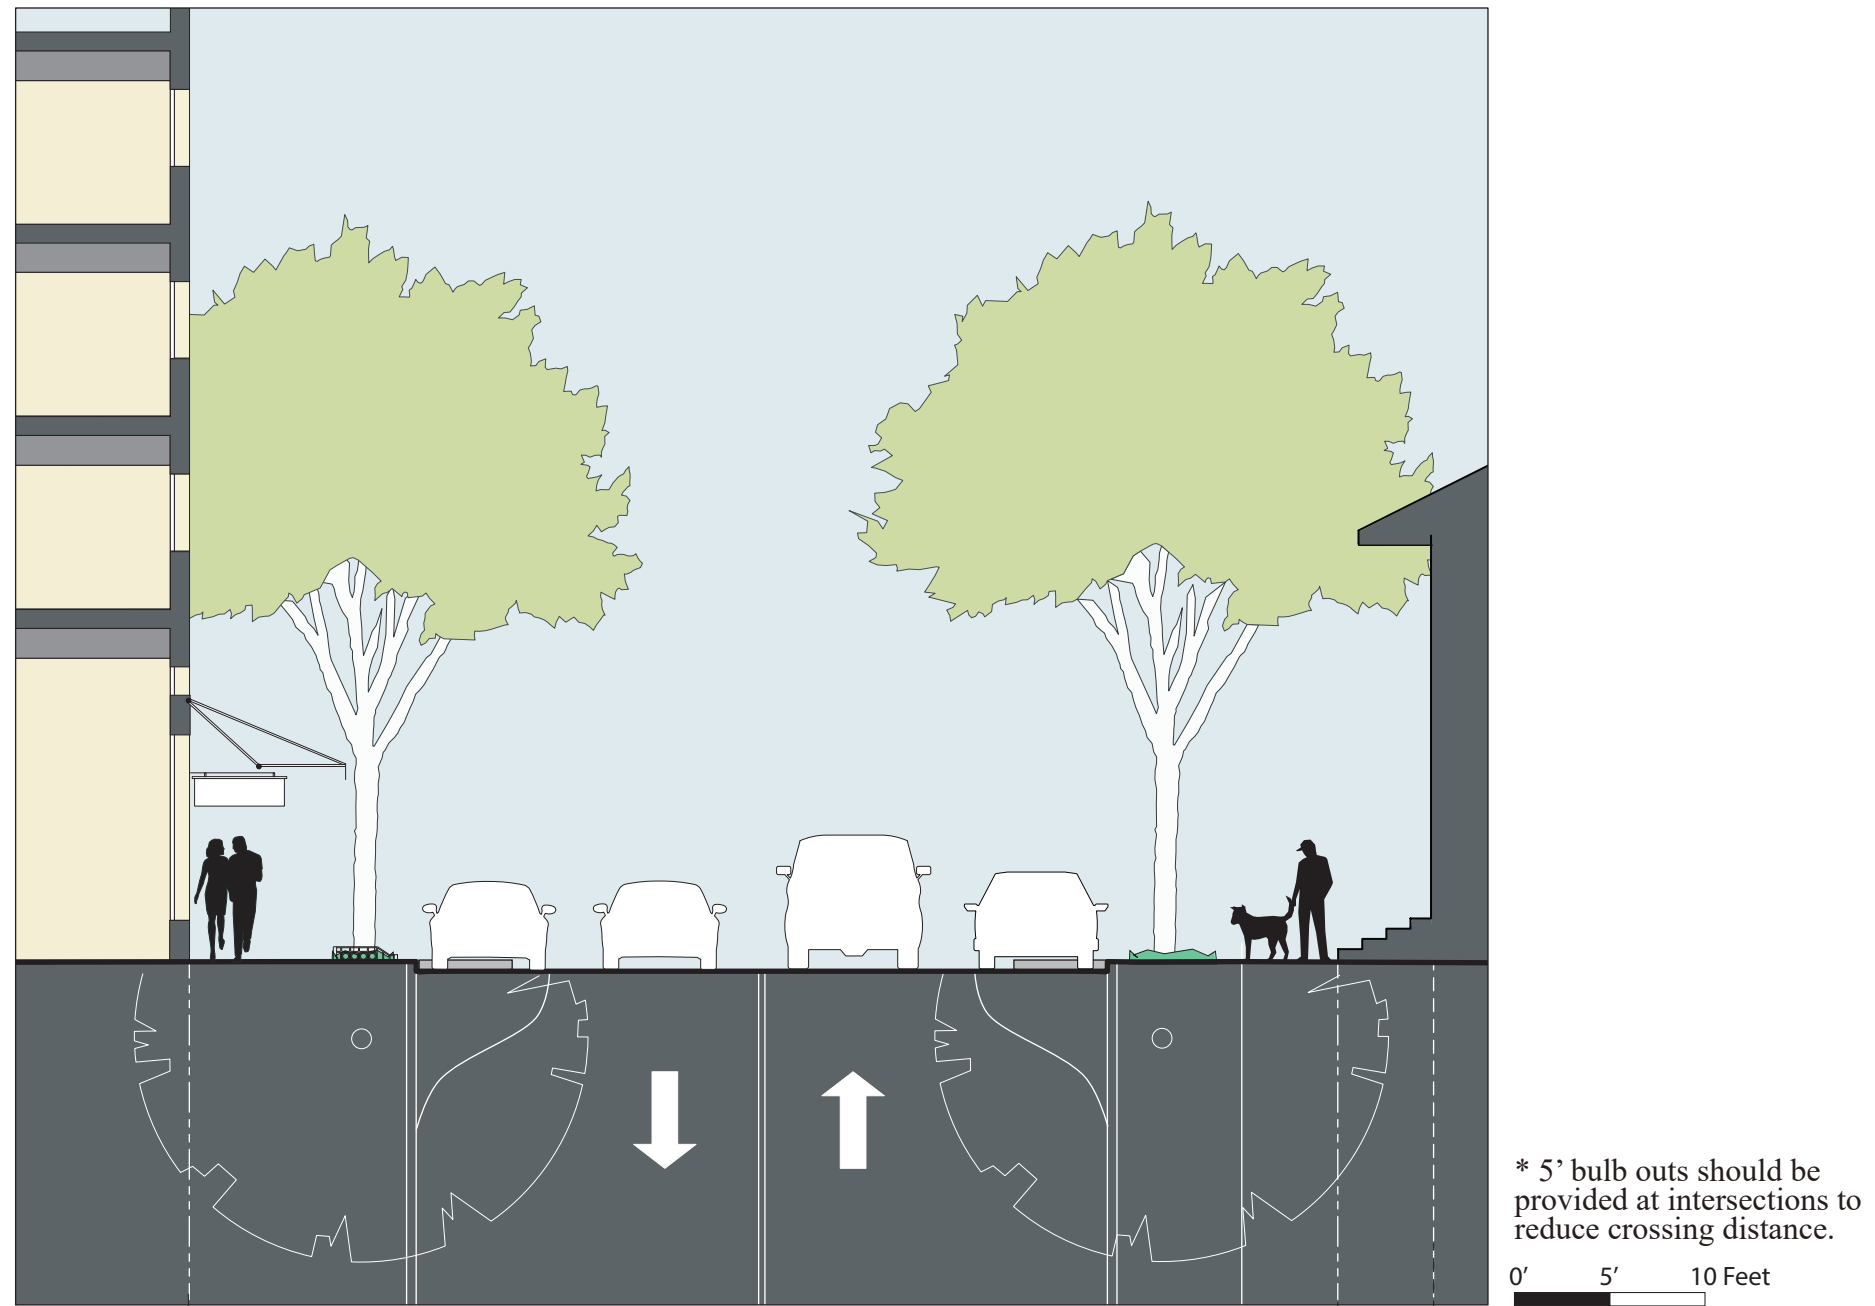 * 5’ bulb outs should be
provided at intersections to
reduce crossing distance.
0’ 5’ 10 Feet